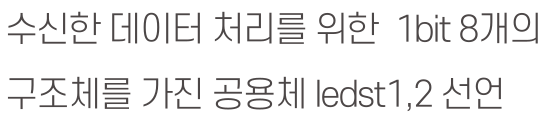 수신한 데이터 처리를 위한  1bit 8개의
구조체를 가진 공용체 ledst1,2 선언